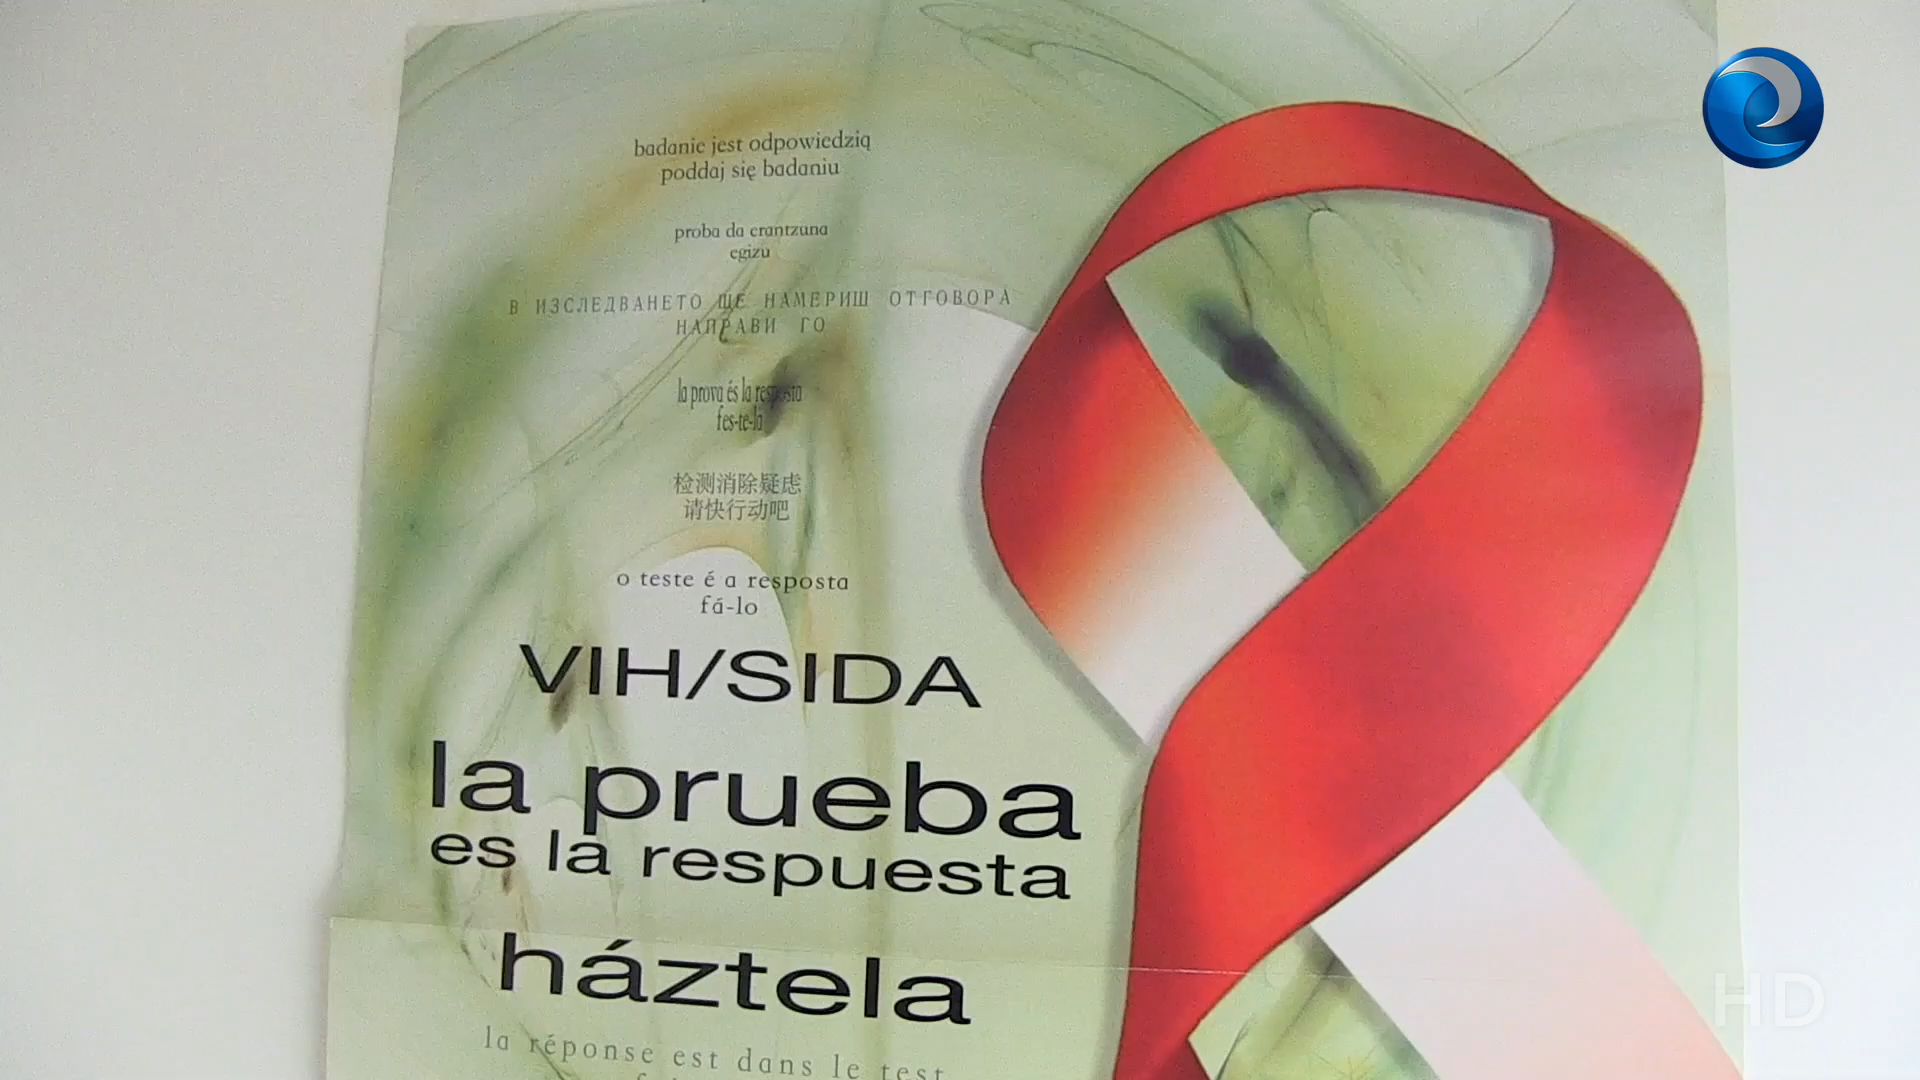 badanie jest odpowiedzią
poddaj się badaniu
proba da erantzuna
egizu
В ИЗСЛЕДВАНЕТО ЩЕ НАМЕРИШ ОТГОВОРА
НАПРАВИ ГО
la prova és la resposta
fes-te-la
检测消除疑虑
请快行动吧
o teste é a resposta
fá-lo
VIH/SIDA
la prueba
es la respuesta
háztela
la réponse est dans le test
HD